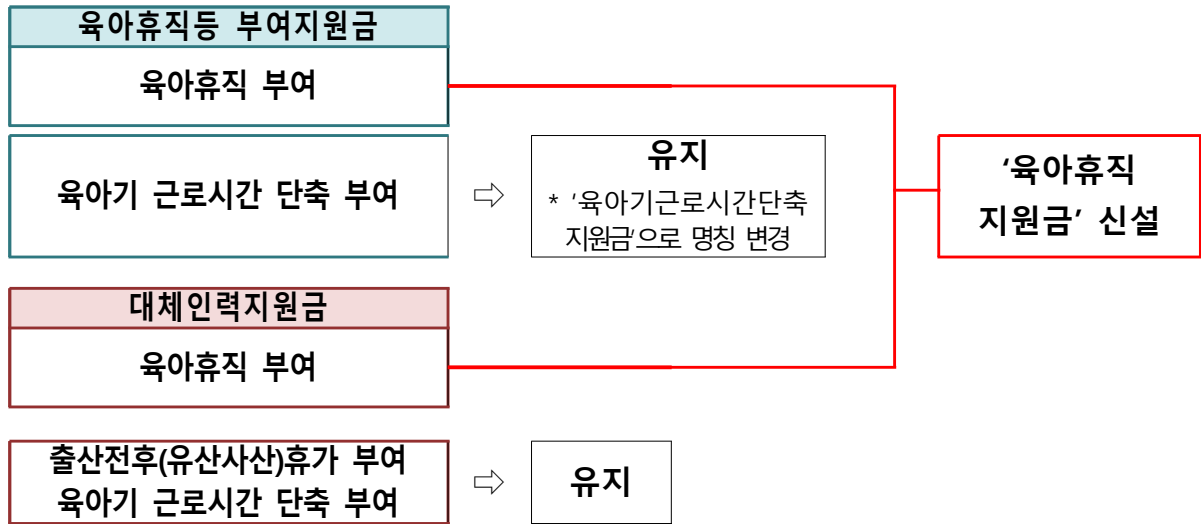 육아휴직등 부여지원금
육아휴직 부여
육아기 근로시간 단축 부여
⇨
유지
* ‘육아기근로시간단축
지원금’으로 명칭 변경
‘육아휴직
지원금’ 신설
대체인력지원금
육아휴직 부여
출산전후(유산사산)휴가 부여
육아기 근로시간 단축 부여
⇨
유지